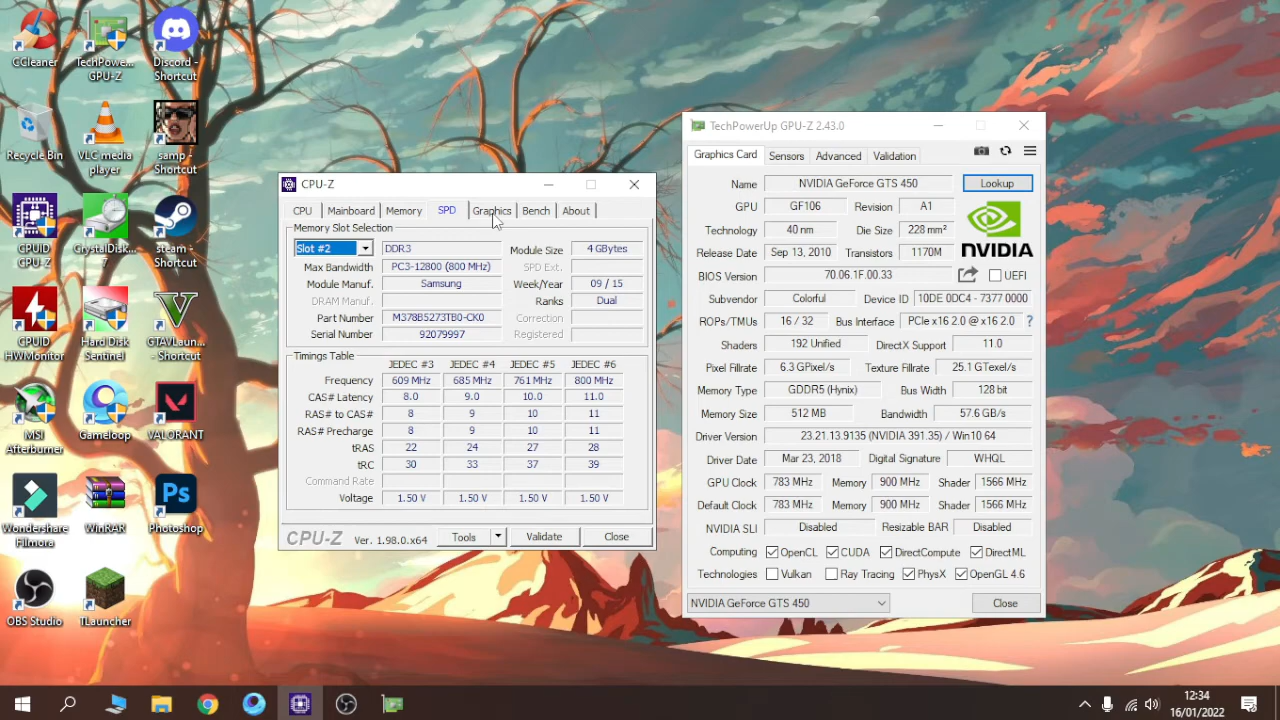 CCleaner
TechPowe...
GPU-Z
Discord -
Shortcut
Recycle Bin
VLC media
player
samp -
Shortcut
CPUID
CPU-Z
CrystalDisk...
7
steam -
Shortcut
CPUID
HWMonitor
Hard Disk
Sentinel
GTAVLaun...
- Shortcut
MSI
Afterburner
Gameloop
VALORANT
Wondershare
Filmora
WinRAR
Ps
Photoshop
OBS Studio
TLauncher
CPU-Z
CPU Mainboard Memory SPD Graphics Bench About
Memory Slot Selection
Slot #2 DDR3 Module Size 4 GBytes
Max Bandwidth PC3-12800 (800 MHz) SPD Ext.
Module Manuf. Samsung Week/Year 09 / 15
DRAM Manuf. Ranks Dual
Part Number M378B5273TB0-CK0 Correction
Serial Number 92079997 Registered
Timings Table
JEDEC #3 JEDEC #4 JEDEC #5 JEDEC #6
Frequency 609 MHz 685 MHz 761 MHz 800 MHz
CAS# Latency 8.0 9.0 10.0 11.0
RAS# to CAS# 8 9 10 11
RAS# Precharge 8 9 10 11
tRAS 22 24 27 28
tRC 30 33 37 39
Command Rate
Voltage 1.50 V 1.50 V 1.50 V 1.50 V
CPU-Z Ver. 1.98.0.x64 Tools Validate Close
TechPowerUp GPU-Z 2.43.0
Graphics Card Sensors Advanced Validation
Name NVIDIA GeForce GTS 450 Lookup
GPU GF106 Revision A1
Technology 40 nm Die Size 228 mm²
NVIDIA
Release Date Sep 13, 2010 Transistors 1170M
BIOS Version 70.06.1F.00.33 UEFI
Subvendor Colorful Device ID 10DE 0DC4 - 7377 0000
ROPs/TMUs 16 / 32 Bus Interface PCIe x16 2.0 @ x16 2.0 ?
Shaders 192 Unified DirectX Support 11.0
Pixel Fillrate 6.3 GPixel/s Texture Fillrate 25.1 GTexel/s
Memory Type GDDR5 (Hynix) Bus Width 128 bit
Memory Size 512 MB Bandwidth 57.6 GB/s
Driver Version 23.21.13.9135 (NVIDIA 391.35) / Win10 64
Driver Date Mar 23, 2018 Digital Signature WHQL
GPU Clock 783 MHz Memory 900 MHz Shader 1566 MHz
Default Clock 783 MHz Memory 900 MHz Shader 1566 MHz
NVIDIA SLI Disabled Resizable BAR Disabled
Computing OpenCL CUDA DirectCompute DirectML
Technologies Vulkan Ray Tracing PhysX OpenGL 4.6
NVIDIA GeForce GTS 450 Close
12:34
16/01/2022